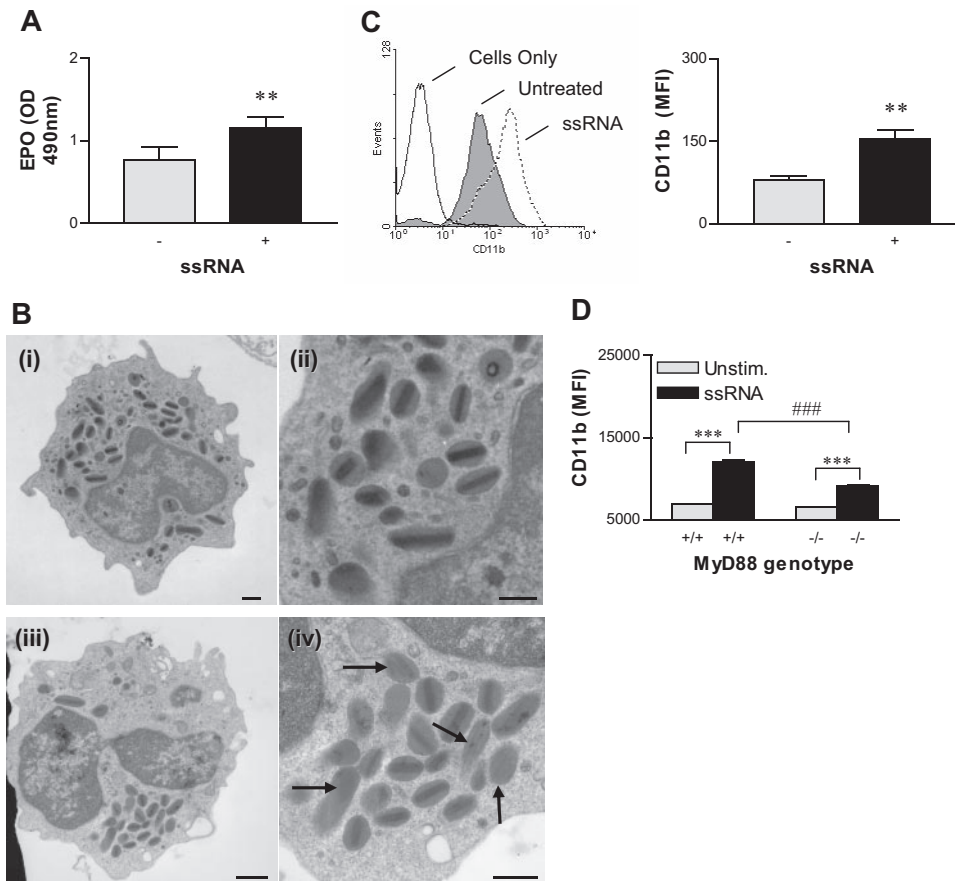 A
EPO (OD
490nm)
2
1
0
**
- +
ssRNA
C
128
Events
0
Cells Only
Untreated
ssRNA
10⁰ 10¹ 10² 10³ 10⁴
CD11b
CD11b (MFI)
300
150
0
**
- +
ssRNA
B
(i)
(ii)
(iii)
(iv)
D
CD11b (MFI)
25000
15000
5000
Unstim.
ssRNA
###
***
***
+/+ +/+ -/- -/-
MyD88 genotype